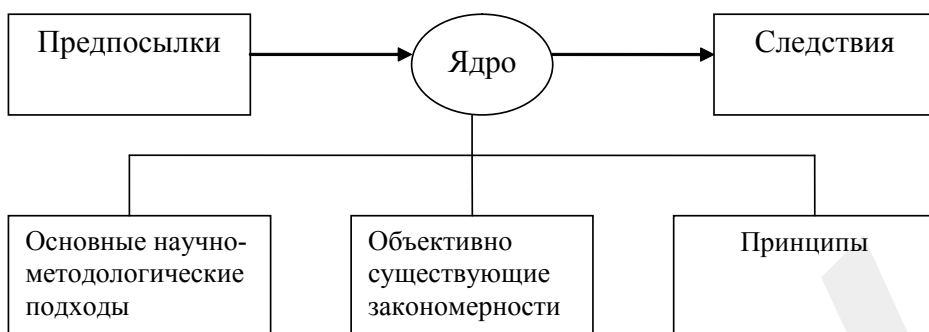 Предпосылки
Ядро
Следствия
Основные научно-
методологические
подходы
Объективно
существующие
закономерности
Принципы